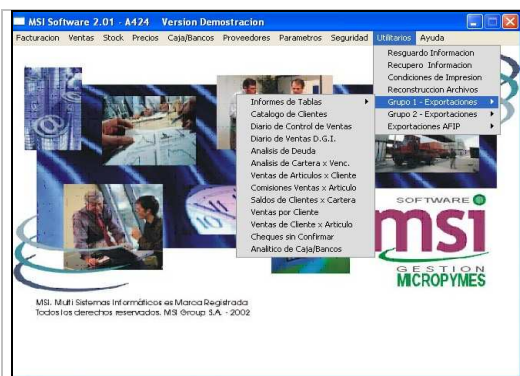 MSI Software 2.01 - A424 Version Demostracion
Facturacion Ventas Stock Precios Caja/Bancos Proveedores Parametros Seguridad Utilitarios Ayuda
Resguardo Informacion
Recupero Informacion
Condiciones de Impresion
Reconstruccion Archivos
Grupo 1 - Exportaciones
Grupo 2 - Exportaciones
Exportaciones AFIP
Informes de Tablas
Catalogo de Clientes
Diario de Control de Ventas
Diario de Ventas D.G.I.
Analisis de Deuda
Analisis de Cartera x Venc.
Ventas de Articulos x Cliente
Comisiones Ventas x Articulo
Saldos de Clientes x Cartera
Ventas por Cliente
Ventas de Cliente x Articulo
Cheques sin Confirmar
Analitico de Caja/Bancos
SOFTWARE
msi
GESTION
MICROPYMES
MSI. Multi Sistemas Informáticos es Marca Registrada
Todos los derechos reservados. MSI Group S.A. - 2002